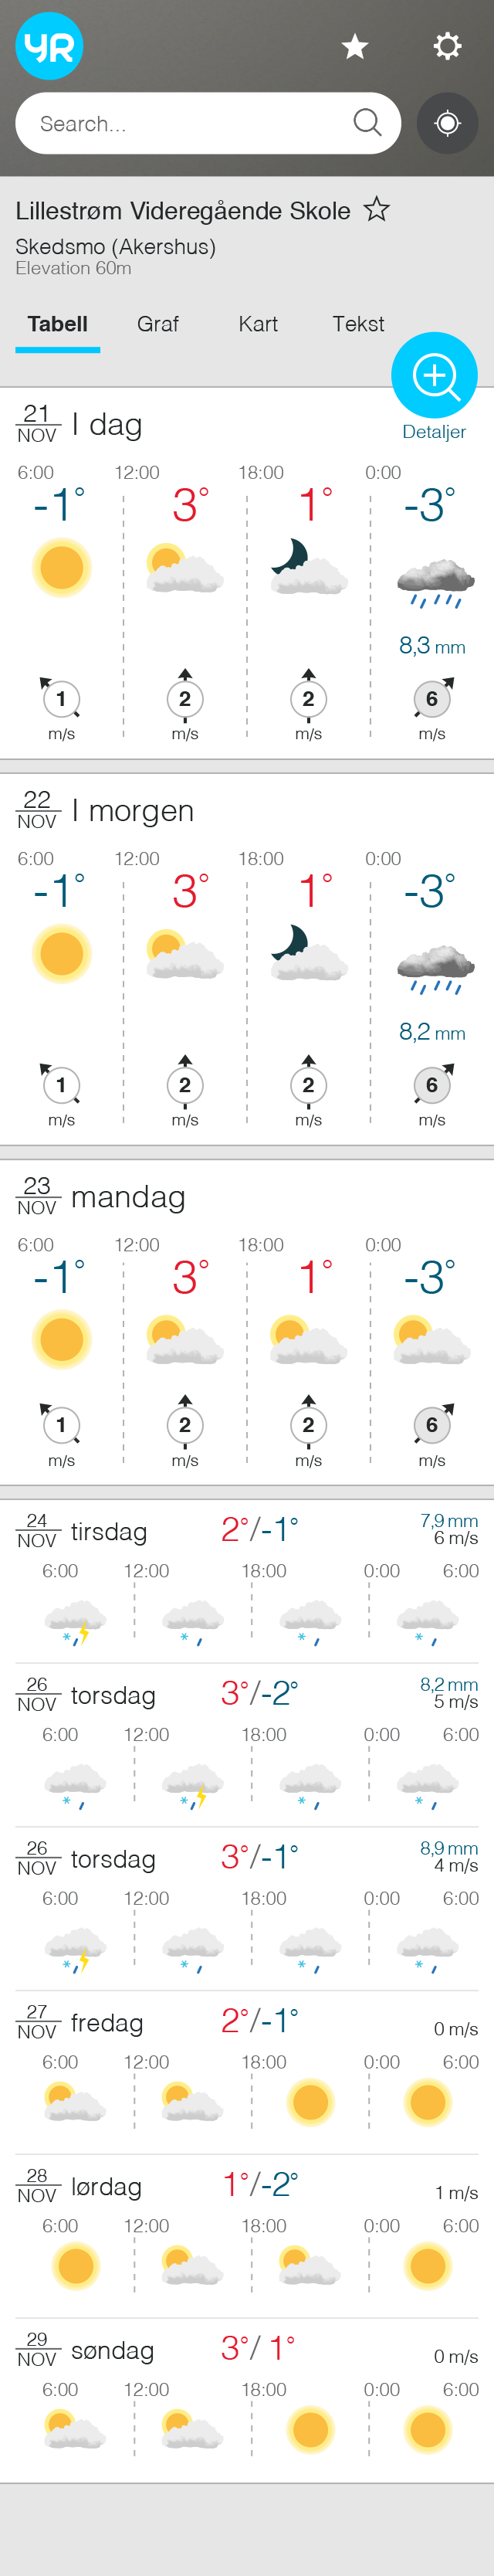 YR
Search...
Lillestrøm Videregående Skole
Skedsmo (Akershus)
Elevation 60m
Tabell Graf Kart Tekst
Detaljer
21 NOV I dag
6:00 12:00 18:00 0:00
-1° 3° 1° -3°
8,3 mm
1 2 2 6
m/s m/s m/s m/s
22 NOV I morgen
6:00 12:00 18:00 0:00
-1° 3° 1° -3°
8,2 mm
1 2 2 6
m/s m/s m/s m/s
23 NOV mandag
6:00 12:00 18:00 0:00
-1° 3° 1° -3°
1 2 2 6
m/s m/s m/s m/s
24 NOV tirsdag 2°/-1° 7,9 mm
6 m/s
6:00 12:00 18:00 0:00 6:00
26 NOV torsdag 3°/-2° 8,2 mm
5 m/s
6:00 12:00 18:00 0:00 6:00
26 NOV torsdag 3°/-1° 8,9 mm
4 m/s
6:00 12:00 18:00 0:00 6:00
27 NOV fredag 2°/-1° 0 m/s
6:00 12:00 18:00 0:00 6:00
28 NOV lørdag 1°/-2° 1 m/s
6:00 12:00 18:00 0:00 6:00
29 NOV søndag 3°/ 1° 0 m/s
6:00 12:00 18:00 0:00 6:00